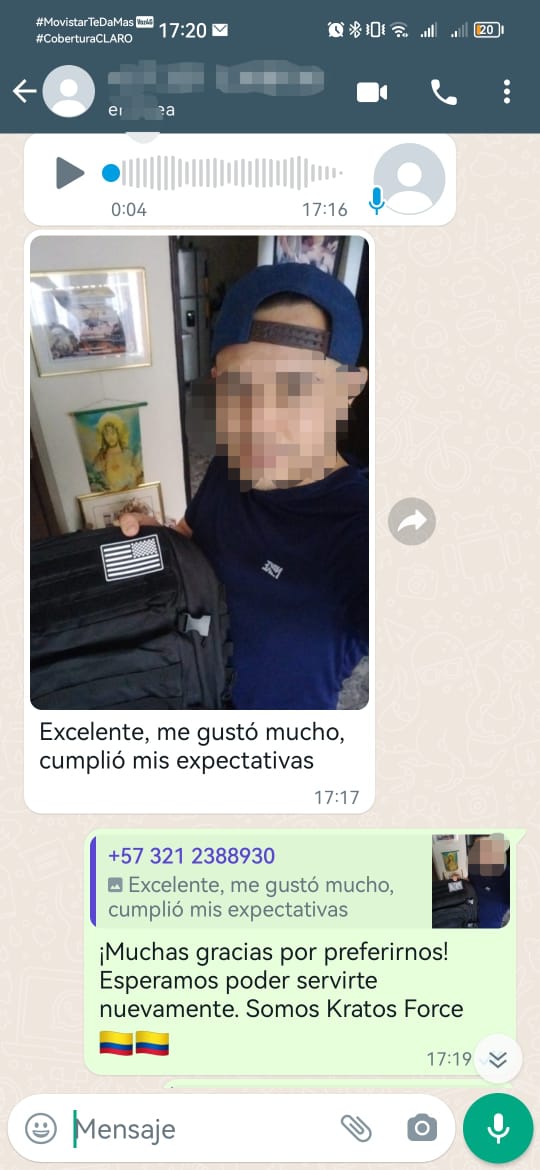 #MovistarTeDaMas VoLTE 17:20
#CoberturaCLARO
20
0:04 17:16
Excelente, me gustó mucho,
cumplió mis expectativas
17:17
+57 321 2388930
Excelente, me gustó mucho,
cumplió mis expectativas
¡Muchas gracias por preferirnos!
Esperamos poder servirte
nuevamente. Somos Kratos Force
🇨🇴🇨🇴
17:19
Mensaje